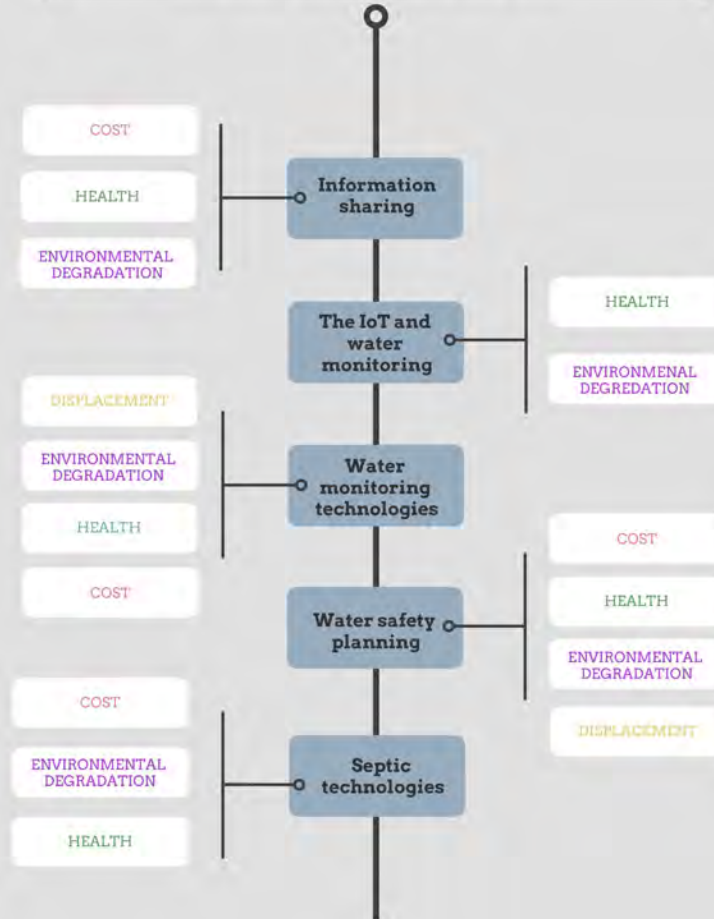 COST
HEALTH
ENVIRONMENTAL
DEGRADATION
Information
sharing
The IoT and
water
monitoring
HEALTH
ENVIRONMENAL
DEGREDATION
DISPLACEMENT
ENVIRONMENTAL
DEGRADATION
HEALTH
COST
Water
monitoring
technologies
Water safety
planning
COST
HEALTH
ENVIRONMENTAL
DEGRADATION
DISPLACEMENT
COST
ENVIRONMENTAL
DEGRADATION
HEALTH
Septic
technologies